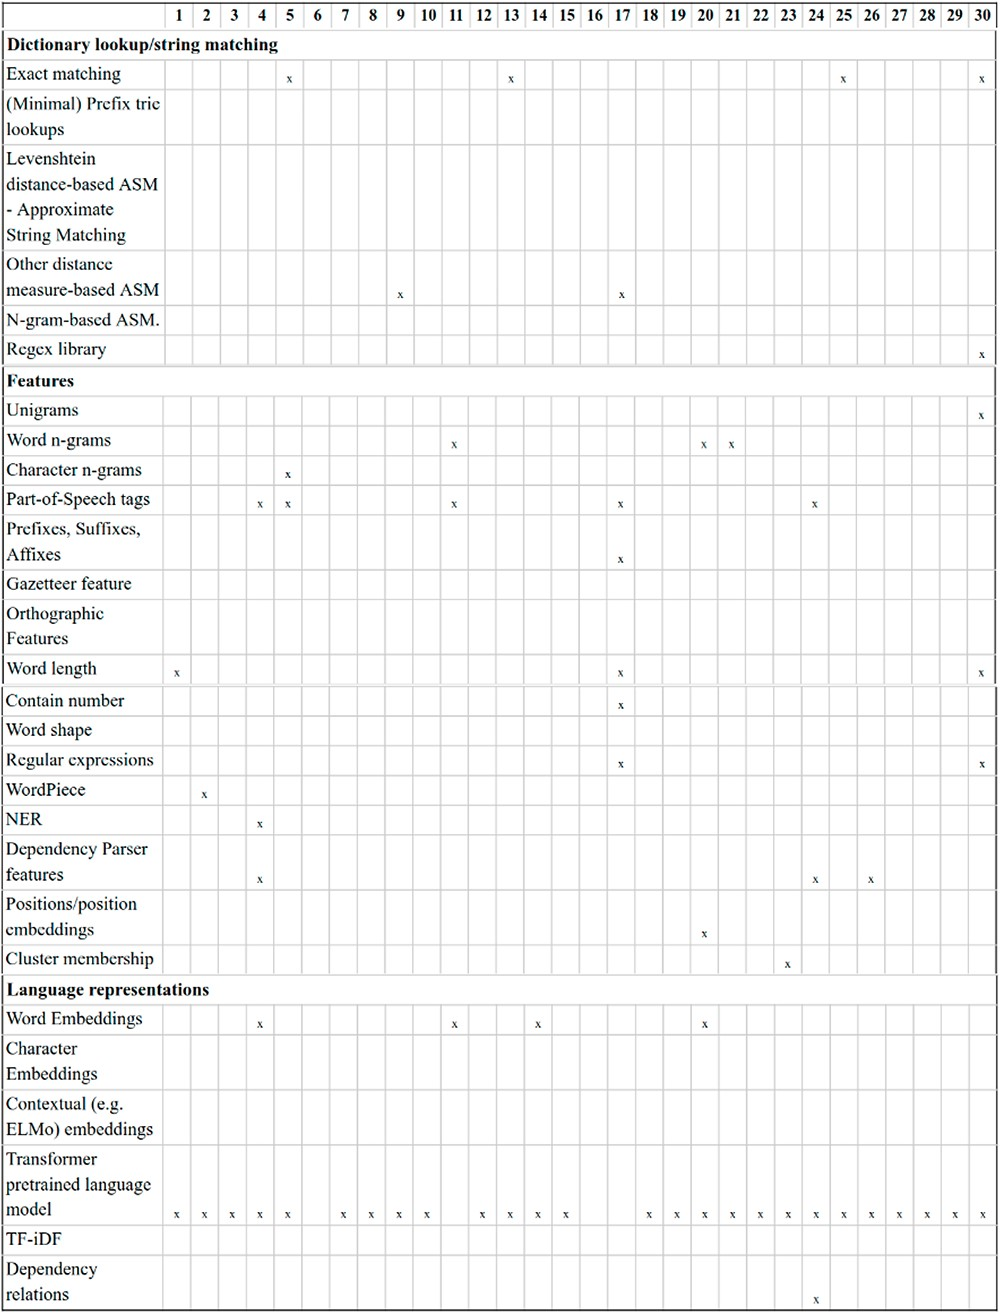 1 2 3 4 5 6 7 8 9 10 11 12 13 14 15 16 17 18 19 20 21 22 23 24 25 26 27 28 29 30
Dictionary lookup/string matching
Exact matching x x x x
(Minimal) Prefix trie
lookups
Levenshtein
distance-based ASM
- Approximate
String Matching
Other distance
measure-based ASM x x
N-gram-based ASM.
Regex library x
Features
Unigrams x
Word n-grams x x x
Character n-grams x
Part-of-Speech tags x x x x x
Prefixes, Suffixes,
Affixes x
Gazetteer feature
Orthographic
Features
Word length x x x
Contain number x
Word shape
Regular expressions x x
WordPiece x
NER x
Dependency Parser
features x x x
Positions/position
embeddings x
Cluster membership x
Language representations
Word Embeddings x x x x
Character
Embeddings
Contextual (e.g.
ELMo) embeddings
Transformer
pretrained language
model x x x x x x x x x x x x x x x x x x x x x x x x x x
TF-iDF
Dependency
relations x